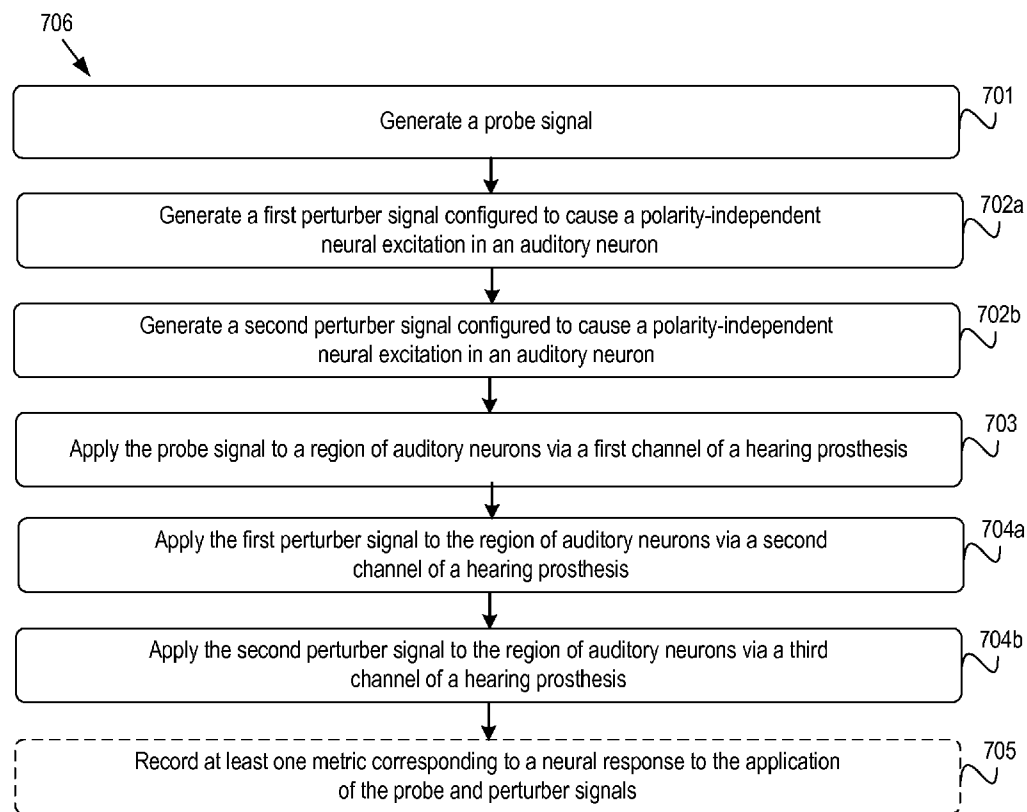 706
701
Generate a probe signal
702a
Generate a first perturber signal configured to cause a polarity-independent
neural excitation in an auditory neuron
702b
Generate a second perturber signal configured to cause a polarity-independent
neural excitation in an auditory neuron
703
Apply the probe signal to a region of auditory neurons via a first channel of a hearing prosthesis
704a
Apply the first perturber signal to the region of auditory neurons via a second
channel of a hearing prosthesis
704b
Apply the second perturber signal to the region of auditory neurons via a third
channel of a hearing prosthesis
705
Record at least one metric corresponding to a neural response to the application
of the probe and perturber signals